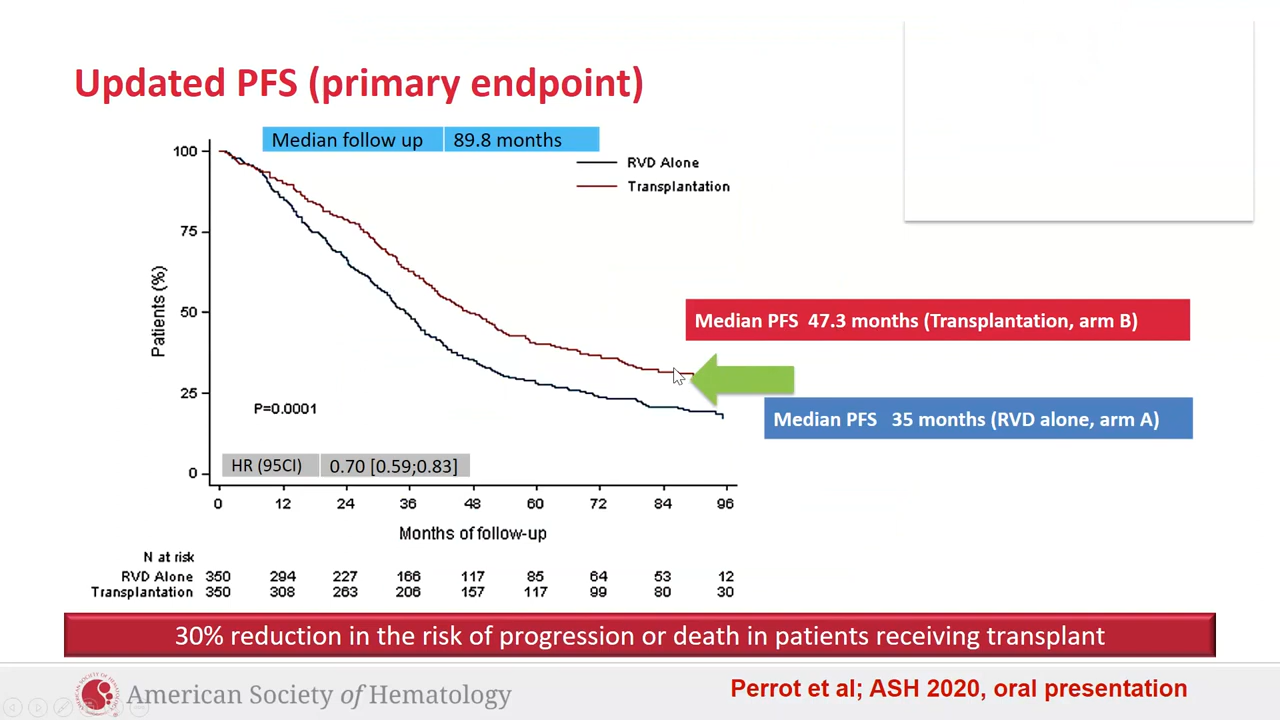 Updated PFS (primary endpoint)
Median follow up 89.8 months
RVD Alone
Transplantation
100
75
50
25
0
Patients (%)
P=0.0001
HR (95CI) 0.70 [0.59;0.83]
Median PFS 47.3 months (Transplantation, arm B)
Median PFS 35 months (RVD alone, arm A)
0 12 24 36 48 60 72 84 96
Months of follow-up
N at risk
RVD Alone 350 294 227 166 117 85 64 53 12
Transplantation 350 308 263 206 157 117 99 80 30
30% reduction in the risk of progression or death in patients receiving transplant
American Society of Hematology
Perrot et al; ASH 2020, oral presentation